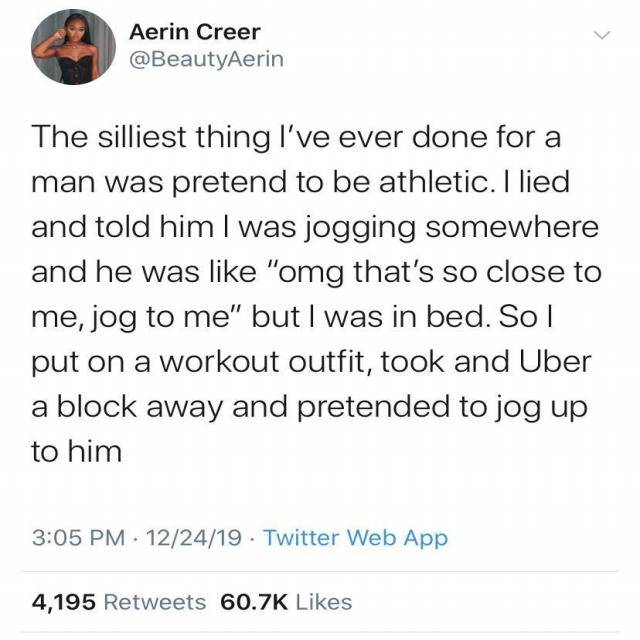 Aerin Creer
@BeautyAerin
The silliest thing I've ever done for a
man was pretend to be athletic. I lied
and told him I was jogging somewhere
and he was like "omg that's so close to
me, jog to me" but I was in bed. So I
put on a workout outfit, took and Uber
a block away and pretended to jog up
to him
3:05 PM · 12/24/19 · Twitter Web App
4,195 Retweets 60.7K Likes